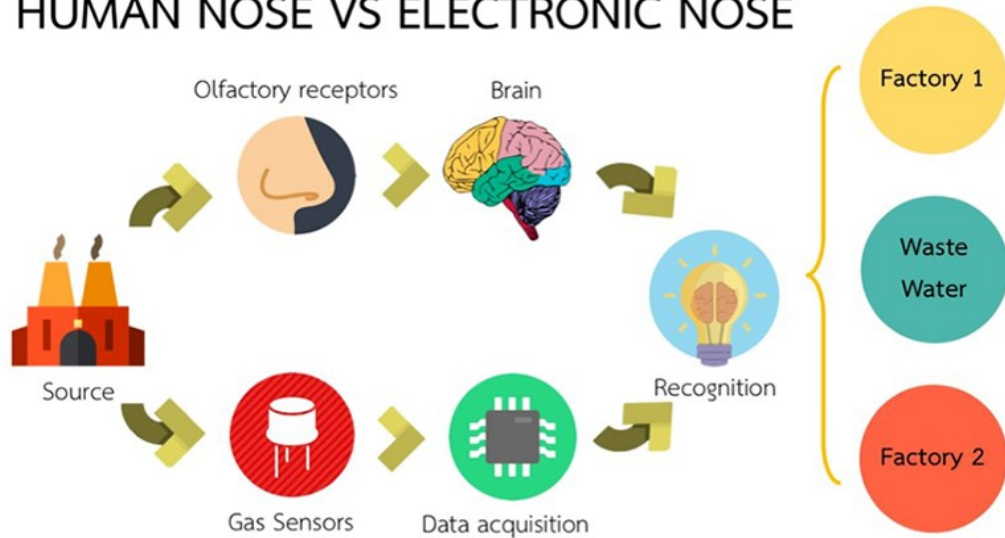 HUMAN NOSE VS ELECTRONIC NOSE
Olfactory receptors
Brain
Source
Gas Sensors
Data acquisition
Recognition
Factory 1
Waste
Water
Factory 2